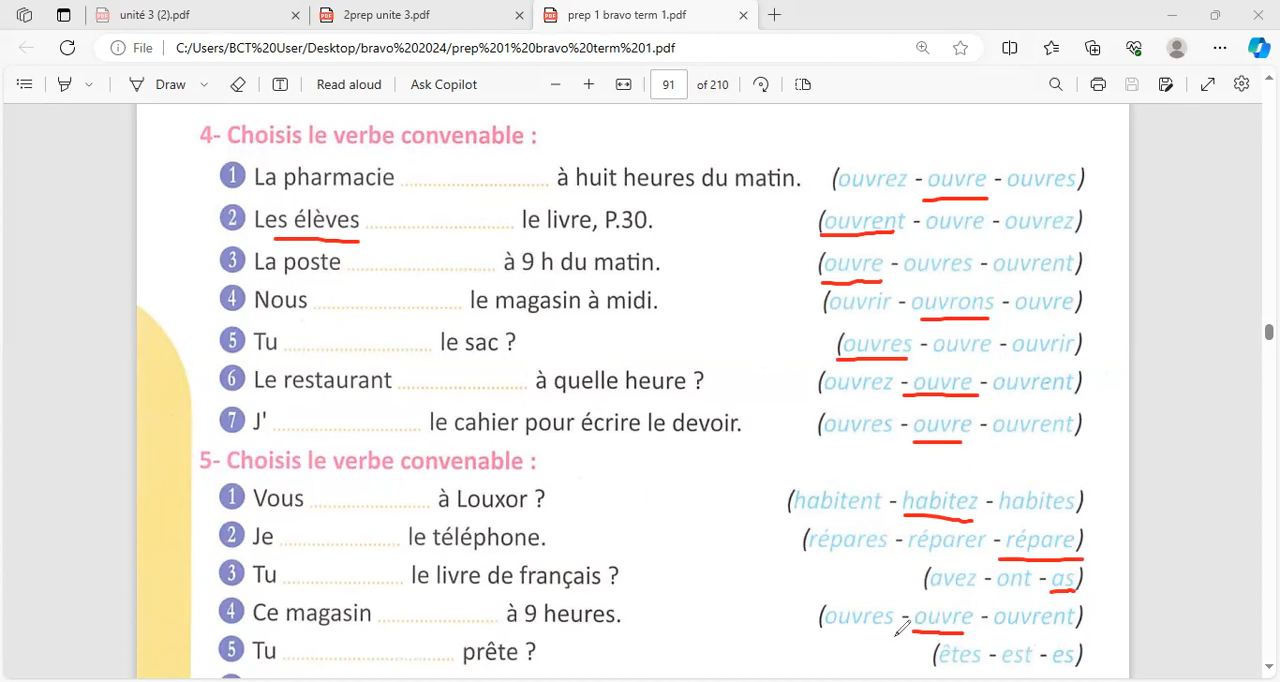 unité 3 (2).pdf
2prep unite 3.pdf
prep 1 bravo term 1.pdf
File
C:/Users/BCT%20User/Desktop/bravo%202024/prep%201%20bravo%20term%201.pdf
Draw
Read aloud
Ask Copilot
91 of 210
4- Choisis le verbe convenable :
1 La pharmacie ........................ à huit heures du matin. (ouvrez - ouvre - ouvres)
2 Les élèves ........................ le livre, P.30. (ouvrent - ouvre - ouvrez)
3 La poste ........................ à 9 h du matin. (ouvre - ouvres - ouvrent)
4 Nous ........................ le magasin à midi. (ouvrir - ouvrons - ouvre)
5 Tu ........................ le sac ? (ouvres - ouvre - ouvrir)
6 Le restaurant ........................ à quelle heure ? (ouvrez - ouvre - ouvrent)
7 J' ........................ le cahier pour écrire le devoir. (ouvres - ouvre - ouvrent)
5- Choisis le verbe convenable :
1 Vous ........................ à Louxor ? (habitent - habitez - habites)
2 Je ........................ le téléphone. (répares - réparer - répare)
3 Tu ........................ le livre de français ? (avez - ont - as)
4 Ce magasin ........................ à 9 heures. (ouvres - ouvre - ouvrent)
5 Tu ........................ prête ? (êtes - est - es)